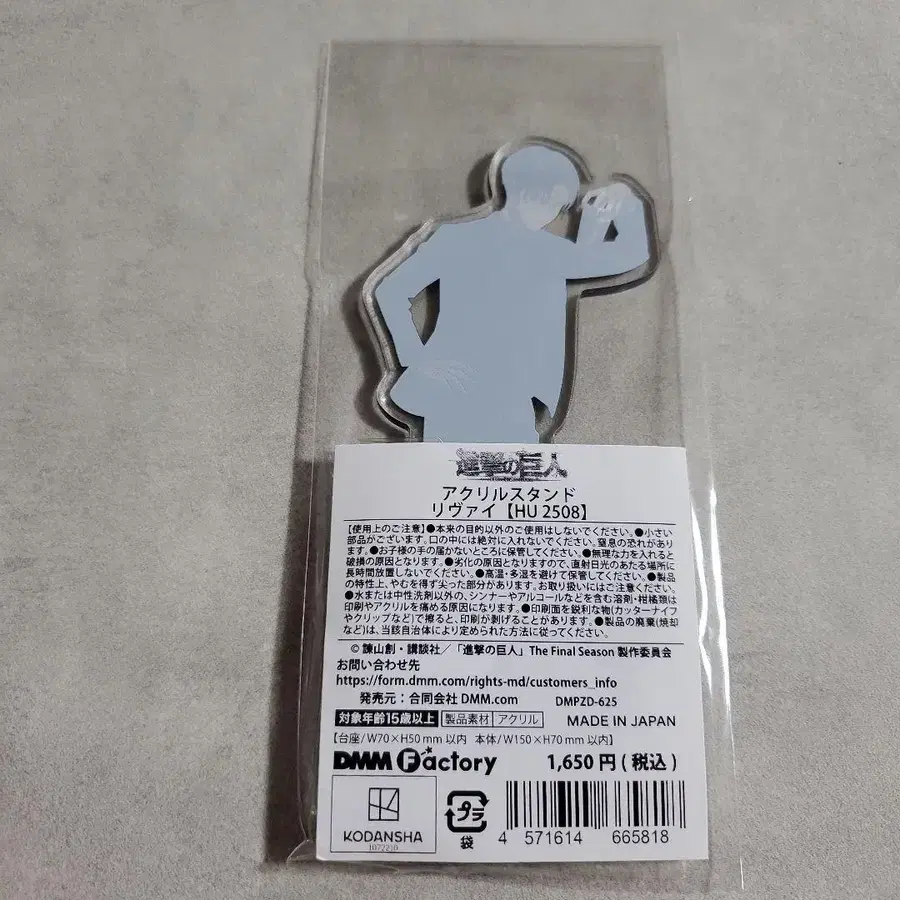 進撃の巨人
アクリルスタンド
リヴァイ【HU 2508】
【使用上のご注意】●本来の目的以外のご使用はしないでください。●小さい
部品がございます。口の中には絶対に入れないでください。窒息の恐れがあり
ます。●お子様の手の届かないところに保管してください。●無理な力を入れると
破損の原因となります。●劣化の原因となりますので、直射日光のあたる場所に
長時間放置しないでください。●高温・多湿を避けて保管してください。●製品
の特性上、やむを得ず尖った部分があります。お取り扱いにはご注意ください。
●水または中性洗剤以外の、シンナーやアルコールなどを含む溶剤・柑橘類は
印刷やアクリルを痛める原因になります。●印刷面を鋭利な物(カッターナイフ
やクリップなど)で擦ると、印刷が剥げることがあります。●製品の廃棄(焼却
など)は、当該自治体により定められた方法に従ってください。
© 諫山創・講談社／「進撃の巨人」The Final Season 製作委員会
お問い合わせ先
https://form.dmm.com/rights-md/customers_info
発売元：合同会社 DMM.com DMPZD-625
対象年齢15歳以上 製品素材 アクリル MADE IN JAPAN
【台座/W70×H50 mm 以内 本体/W150×H70 mm 以内】
DMM Factory 1,650 円 ( 税込 )
KODANSHA
1072210
プラ
袋
4 571614 665818